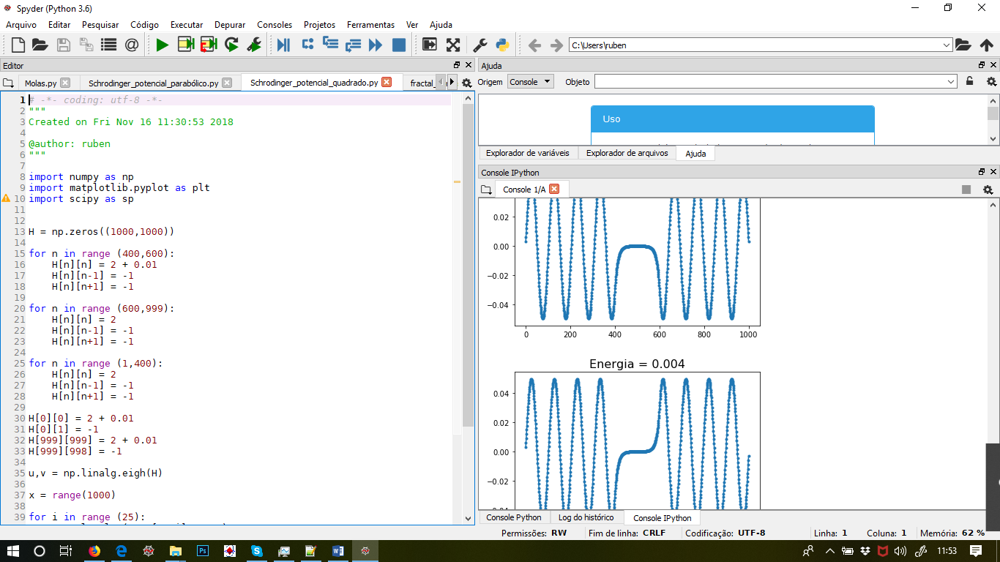 Spyder (Python 3.6)
Arquivo Editar Pesquisar Código Executar Depurar Consoles Projetos Ferramentas Ver Ajuda
C:\Users\ruben
Editor
Molas.py Schrodinger_potencial_parabólico.py Schrodinger_potencial_quadrado.py fractal_
1 # -*- coding: utf-8 -*-
2 """
3 Created on Fri Nov 16 11:30:53 2018
4
5 @author: ruben
6 """
7
8 import numpy as np
9 import matplotlib.pyplot as plt
10 import scipy as sp
11
12
13 H = np.zeros((1000,1000))
14
15 for n in range (400,600):
16     H[n][n] = 2 + 0.01
17     H[n][n-1] = -1
18     H[n][n+1] = -1
19
20 for n in range (600,999):
21     H[n][n] = 2
22     H[n][n-1] = -1
23     H[n][n+1] = -1
24
25 for n in range (1,400):
26     H[n][n] = 2
27     H[n][n-1] = -1
28     H[n][n+1] = -1
29
30 H[0][0] = 2 + 0.01
31 H[0][1] = -1
32 H[999][999] = 2 + 0.01
33 H[999][998] = -1
34
35 u,v = np.linalg.eigh(H)
36
37 x = range(1000)
38
39 for i in range (25):
Ajuda
Origem Console Objeto
Uso
Explorador de variáveis Explorador de arquivos Ajuda
Console IPython
Console 1/A
0.02
0.00
−0.02
−0.04
0 200 400 600 800 1000
Energia = 0.004
0.04
0.02
0.00
−0.02
Console Python Log do histórico Console IPython
Permissões: RW Fim de linha: CRLF Codificação: UTF-8 Linha: 1 Coluna: 1 Memória: 62 %
11:53